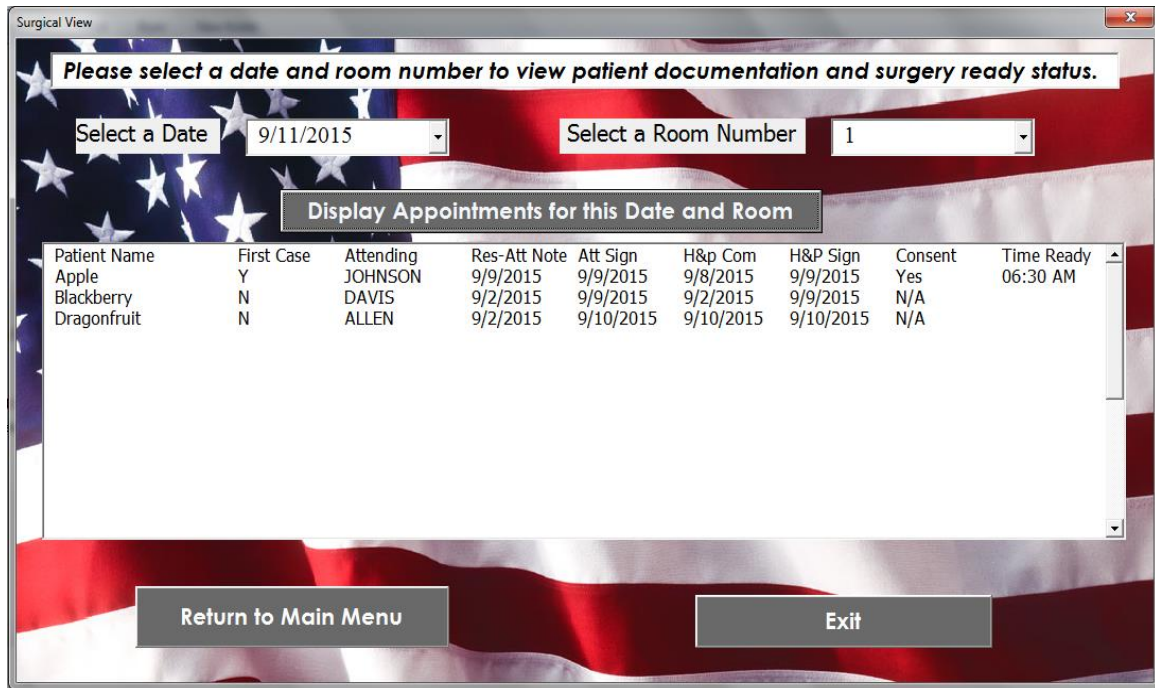 Surgical View
Please select a date and room number to view patient documentation and surgery ready status.
Select a Date 9/11/2015 Select a Room Number 1
Display Appointments for this Date and Room
Patient Name First Case Attending Res-Att Note Att Sign H&p Com H&P Sign Consent Time Ready
Apple Y JOHNSON 9/9/2015 9/9/2015 9/8/2015 9/9/2015 Yes 06:30 AM
Blackberry N DAVIS 9/2/2015 9/9/2015 9/2/2015 9/9/2015 N/A
Dragonfruit N ALLEN 9/2/2015 9/10/2015 9/10/2015 9/10/2015 N/A
Return to Main Menu Exit